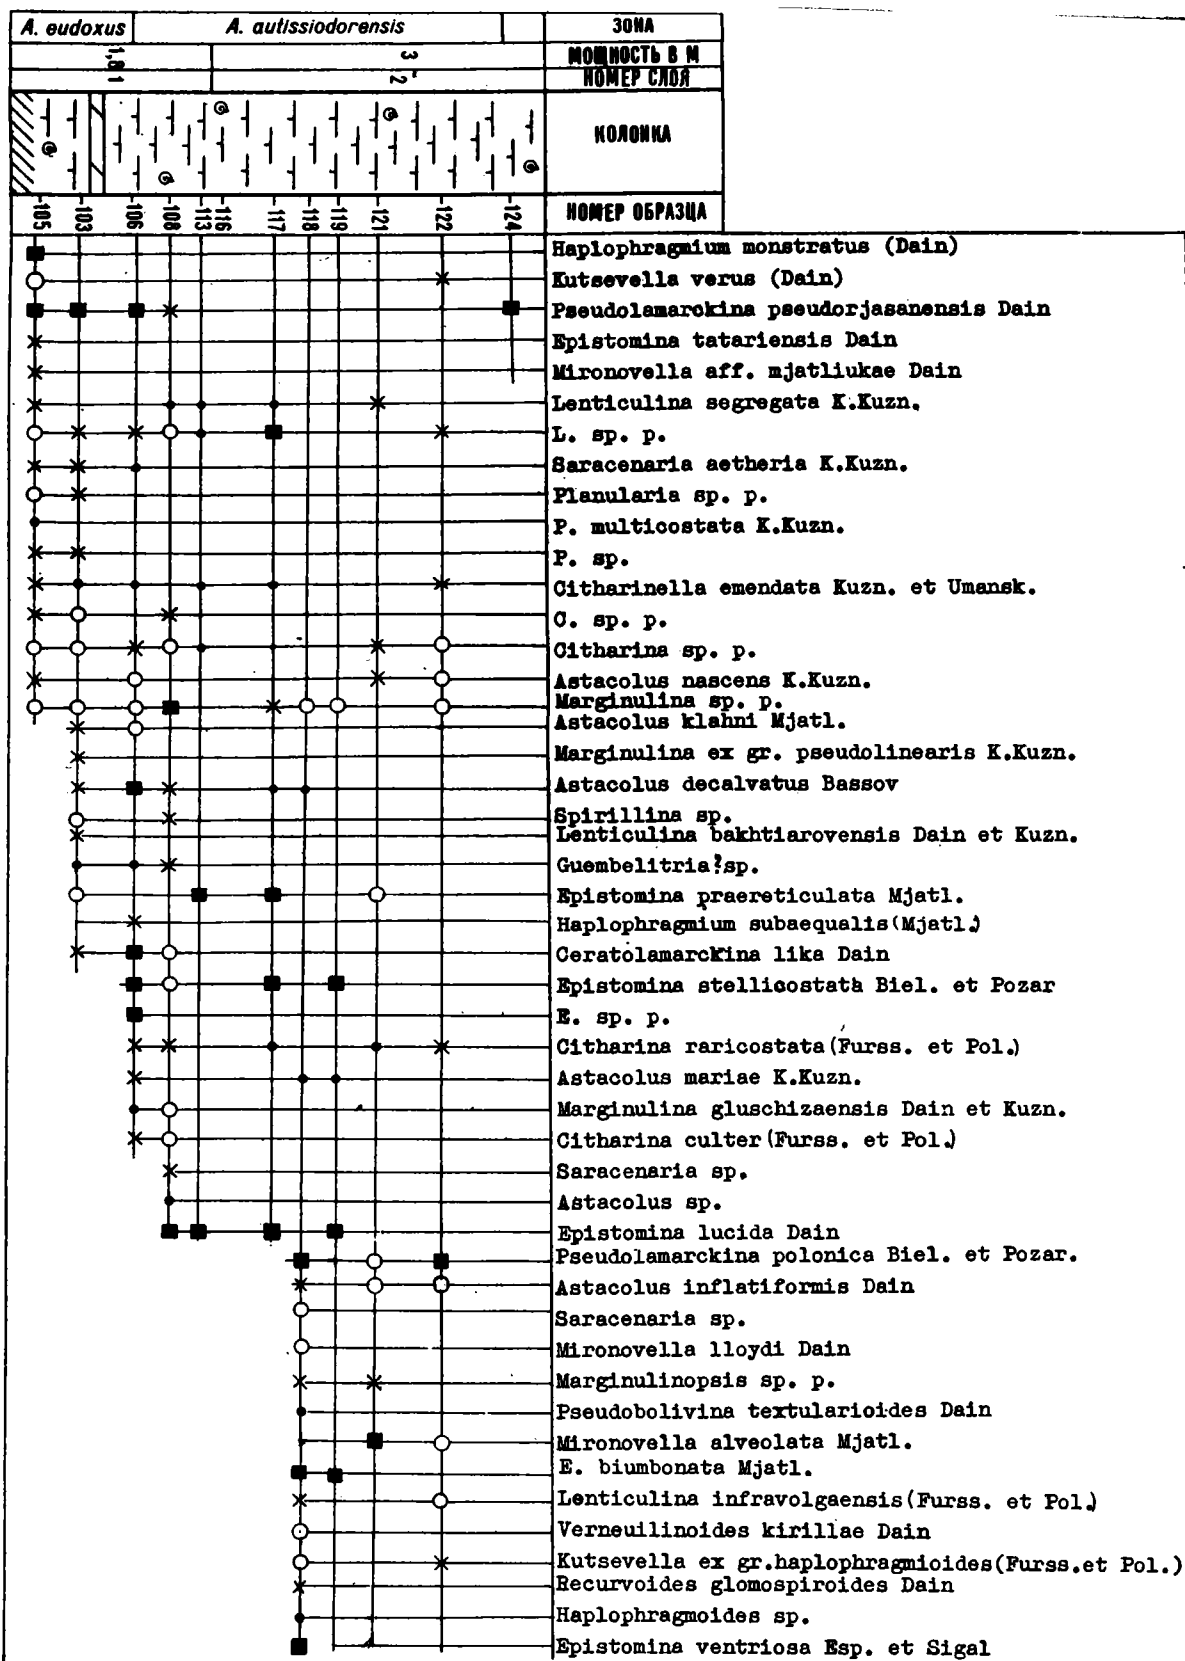 A. eudoxus A. autissiodorensis ЗОНА
1,8 3 МОЩНОСТЬ В М
1 2 НОМЕР СЛОЯ
КОЛОНКА
105 103 106 108 113 116 117 118 119 121 122 124 НОМЕР ОБРАЗЦА
Haplophragmium monstratus (Dain)
Kutsevella verus (Dain)
Pseudolamarckina pseudorjasanensis Dain
Epistomina tatariensis Dain
Mironovella aff. mjatliukae Dain
Lenticulina segregata K.Kuzn.
L. sp. p.
Saracenaria aetheria K.Kuzn.
Planularia sp. p.
P. multicostata K.Kuzn.
P. sp.
Citharinella emendata Kuzn. et Umansk.
C. sp. p.
Citharina sp. p.
Astacolus nascens K.Kuzn.
Marginulina sp. p.
Astacolus klahni Mjatl.
Marginulina ex gr. pseudolinearis K.Kuzn.
Astacolus decalvatus Bassov
Spirillina sp.
Lenticulina bakhtiarovensis Dain et Kuzn.
Guembelitria?sp.
Epistomina praereticulata Mjatl.
Haplophragmium subaequalis(Mjatl.)
Ceratolamarckina lika Dain
Epistomina stellicostata Biel. et Pozar
E. sp. p.
Citharina raricostata(Furss. et Pol.)
Astacolus mariae K.Kuzn.
Marginulina gluschizaensis Dain et Kuzn.
Citharina culter(Furss. et Pol.)
Saracenaria sp.
Astacolus sp.
Epistomina lucida Dain
Pseudolamarckina polonica Biel. et Pozar.
Astacolus inflatiformis Dain
Saracenaria sp.
Mironovella lloydi Dain
Marginulinopsis sp. p.
Pseudobolivina textularioides Dain
Mironovella alveolata Mjatl.
E. biumbonata Mjatl.
Lenticulina infravolgaensis(Furss. et Pol.)
Verneuilinoides kirillae Dain
Kutsevella ex gr.haplophragmioides(Furss.et Pol.)
Recurvoides glomospiroides Dain
Haplophragmoides sp.
Epistomina ventriosa Esp. et Sigal